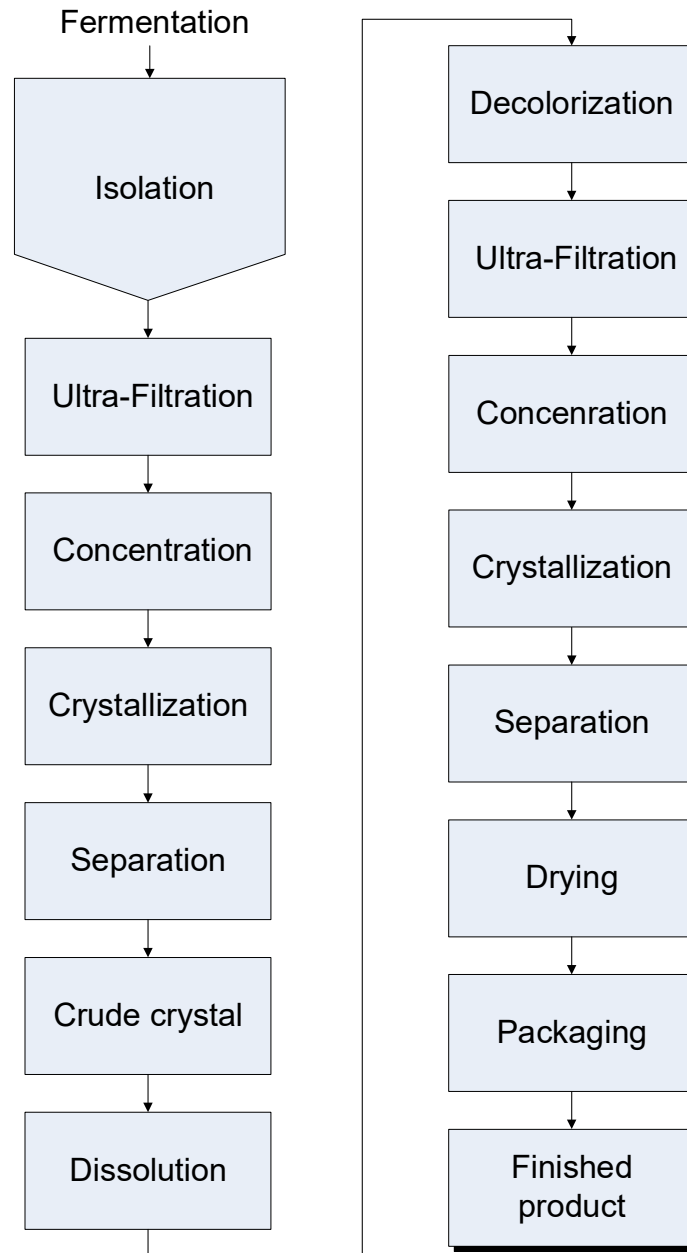 Fermentation
Isolation
Ultra-Filtration
Concentration
Crystallization
Separation
Crude crystal
Dissolution
Decolorization
Ultra-Filtration
Concenration
Crystallization
Separation
Drying
Packaging
Finished
product